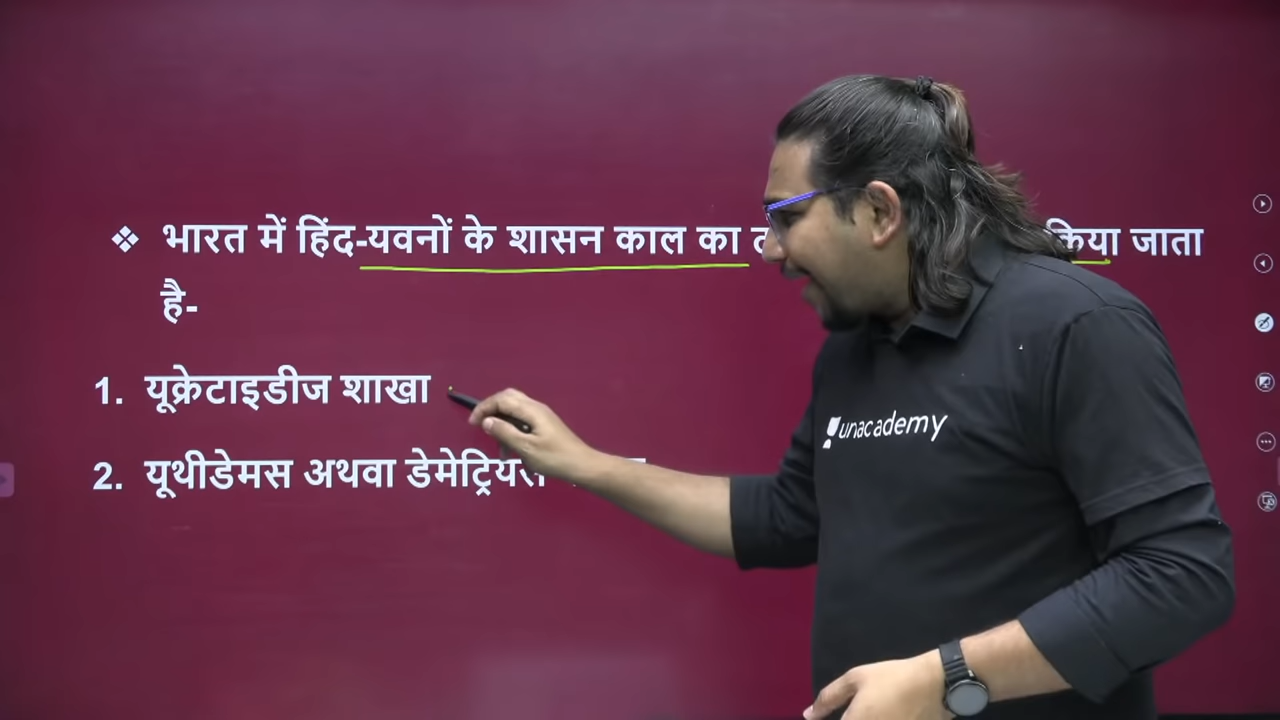 ❖ भारत में हिंद-यवनों के शासन काल का किया जाता
है-
1. यूक्रेटाइडीज शाखा
2. यूथीडेमस अथवा डेमेट्रियस
unacademy